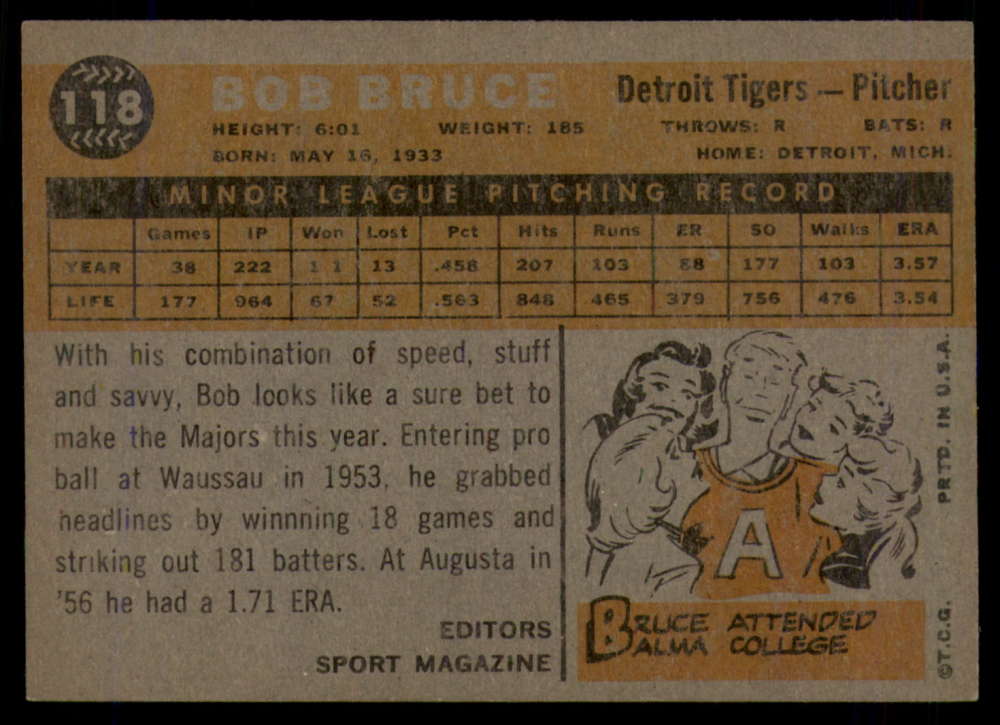 118
BOB BRUCE
Detroit Tigers — Pitcher
HEIGHT: 6:01 WEIGHT: 185 THROWS: R BATS: R
BORN: MAY 16, 1933 HOME: DETROIT, MICH.
MINOR LEAGUE PITCHING RECORD
Games IP Won Lost Pct Hits Runs ER SO Walks ERA
YEAR 38 222 11 13 .458 207 103 88 177 103 3.57
LIFE 177 964 67 52 .563 848 465 379 756 476 3.54
With his combination of speed, stuff
and savvy, Bob looks like a sure bet to
make the Majors this year. Entering pro
ball at Waussau in 1953, he grabbed
headlines by winnning 18 games and
striking out 181 batters. At Augusta in
'56 he had a 1.71 ERA.
EDITORS
SPORT MAGAZINE
A
BRUCE ATTENDED
ALMA COLLEGE
©T.C.G. PRTD. IN U.S.A.